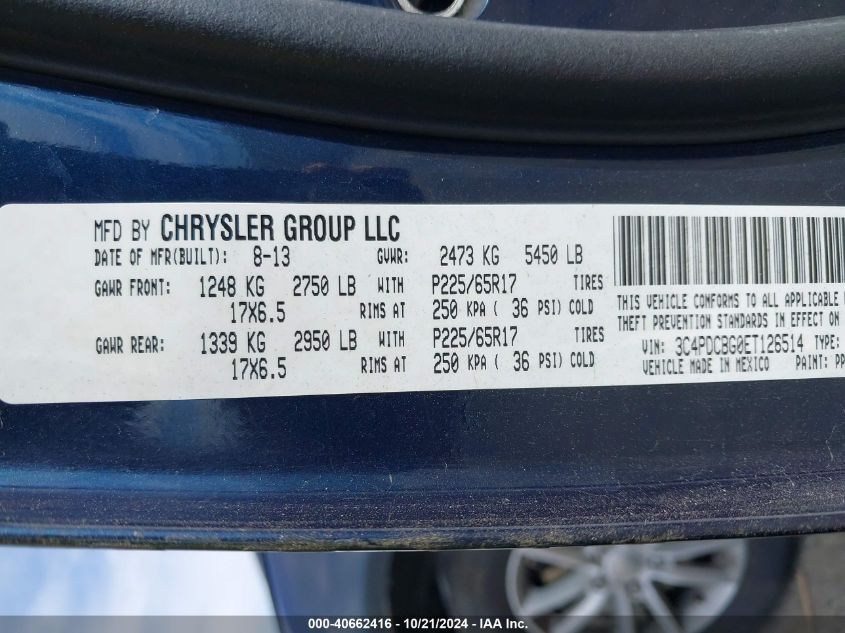 MFD BY CHRYSLER GROUP LLC
DATE OF MFR(BUILT): 8-13 GVWR: 2473 KG 5450 LB
GAWR FRONT: 1248 KG 2750 LB WITH P225/65R17 TIRES
17X6.5 RIMS AT 250 KPA ( 36 PSI) COLD
GAWR REAR: 1339 KG 2950 LB WITH P225/65R17 TIRES
17X6.5 RIMS AT 250 KPA ( 36 PSI) COLD
THIS VEHICLE CONFORMS TO ALL APPLICABLE
THEFT PREVENTION STANDARDS IN EFFECT ON
VIN: 3C4PDCBG0ET126514 TYPE:
VEHICLE MADE IN MEXICO PAINT: PP
000-40662416 - 10/21/2024 - IAA Inc.